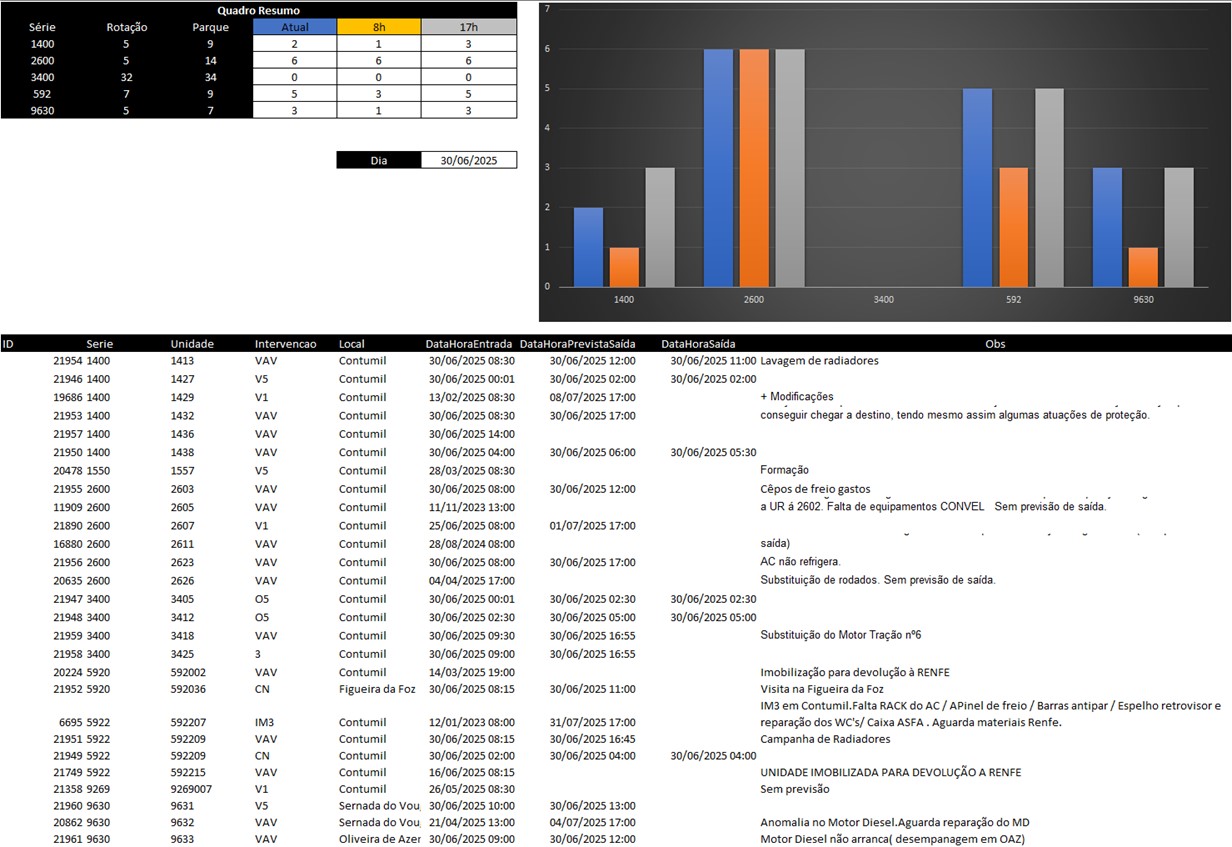 Quadro Resumo
Série Rotação Parque Atual 8h 17h
1400 5 9 2 1 3
2600 5 14 6 6 6
3400 32 34 0 0 0
592 7 9 5 3 5
9630 5 7 3 1 3
Dia 30/06/2025
7
6
5
4
3
2
1
0
1400 2600 3400 592 9630
ID Serie Unidade Intervencao Local DataHoraEntrada DataHoraPrevistaSaída DataHoraSaída Obs
21954 1400 1413 VAV Contumil 30/06/2025 08:30 30/06/2025 12:00 30/06/2025 11:00 Lavagem de radiadores
21946 1400 1427 V5 Contumil 30/06/2025 00:01 30/06/2025 02:00 30/06/2025 02:00
19686 1400 1429 V1 Contumil 13/02/2025 08:30 08/07/2025 17:00 + Modificações
21953 1400 1432 VAV Contumil 30/06/2025 08:30 30/06/2025 17:00 conseguir chegar a destino, tendo mesmo assim algumas atuações de proteção.
21957 1400 1436 VAV Contumil 30/06/2025 14:00
21950 1400 1438 VAV Contumil 30/06/2025 04:00 30/06/2025 06:00 30/06/2025 05:30
20478 1550 1557 V5 Contumil 28/03/2025 08:30 Formação
21955 2600 2603 VAV Contumil 30/06/2025 08:00 30/06/2025 12:00 Cêpos de freio gastos
11909 2600 2605 VAV Contumil 11/11/2023 13:00 a UR á 2602. Falta de equipamentos CONVEL Sem previsão de saída.
21890 2600 2607 V1 Contumil 25/06/2025 08:00 01/07/2025 17:00
16880 2600 2611 VAV Contumil 28/08/2024 08:00 saída)
21956 2600 2623 VAV Contumil 30/06/2025 08:00 30/06/2025 17:00 AC não refrigera.
20635 2600 2626 VAV Contumil 04/04/2025 17:00 Substituição de rodados. Sem previsão de saída.
21947 3400 3405 O5 Contumil 30/06/2025 00:01 30/06/2025 02:30 30/06/2025 02:30
21948 3400 3412 O5 Contumil 30/06/2025 02:30 30/06/2025 05:00 30/06/2025 05:00
21959 3400 3418 VAV Contumil 30/06/2025 09:30 30/06/2025 16:55 Substituição do Motor Tração nº6
21958 3400 3425 3 Contumil 30/06/2025 09:00 30/06/2025 16:55
20224 5920 592002 VAV Contumil 14/03/2025 19:00 Imobilização para devolução à RENFE
21952 5920 592036 CN Figueira da Foz 30/06/2025 08:15 30/06/2025 11:00 Visita na Figueira da Foz
IM3 em Contumil.Falta RACK do AC / APinel de freio / Barras antipar / Espelho retrovisor e
6695 5922 592207 IM3 Contumil 12/01/2023 08:00 31/07/2025 17:00 reparação dos WC's/ Caixa ASFA . Aguarda materiais Renfe.
21951 5922 592209 VAV Contumil 30/06/2025 08:15 30/06/2025 16:45 Campanha de Radiadores
21949 5922 592209 CN Contumil 30/06/2025 02:00 30/06/2025 04:00 30/06/2025 04:00
21749 5922 592215 VAV Contumil 16/06/2025 08:15 UNIDADE IMOBILIZADA PARA DEVOLUÇÃO A RENFE
21358 9269 9269007 V1 Contumil 26/05/2025 08:30 Sem previsão
21960 9630 9631 V5 Sernada do Vou 30/06/2025 10:00 30/06/2025 13:00
20862 9630 9632 VAV Sernada do Vou 21/04/2025 13:00 04/07/2025 17:00 Anomalia no Motor Diesel.Aguarda reparação do MD
21961 9630 9633 VAV Oliveira de Azer 30/06/2025 09:00 30/06/2025 12:00 Motor Diesel não arranca( desempanagem em OAZ)